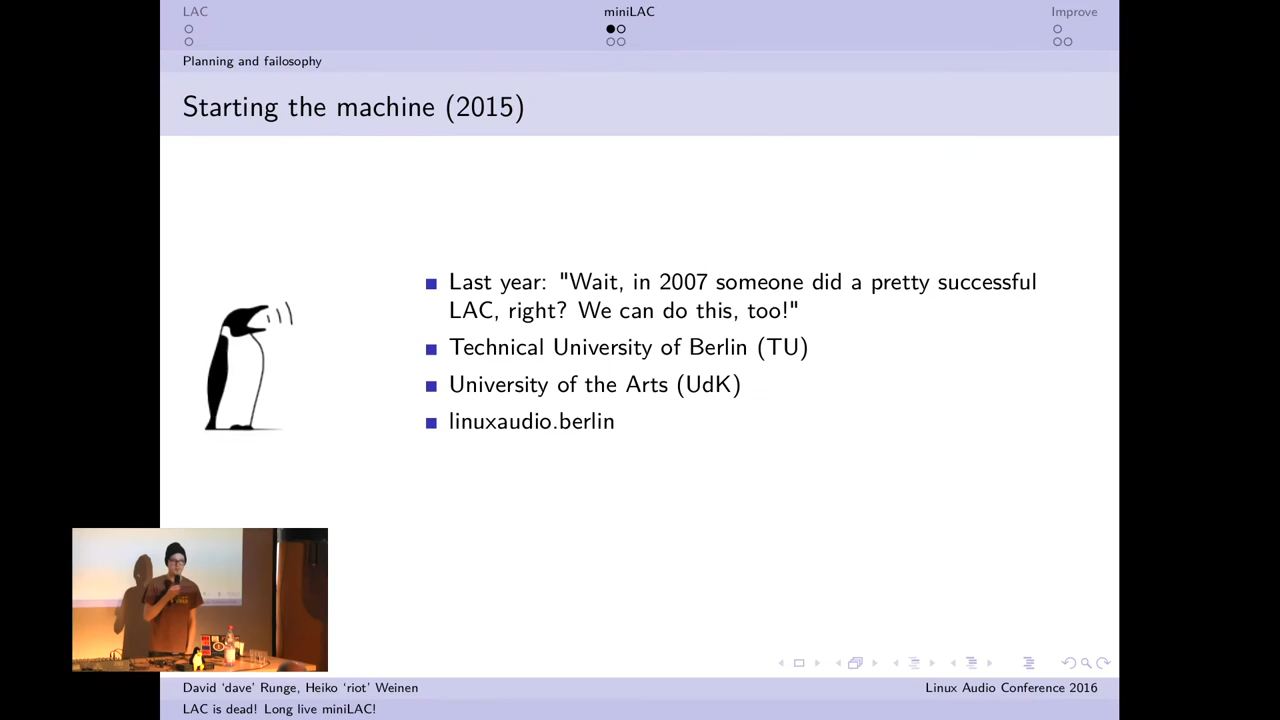 LAC
miniLAC
Improve
Planning and failosophy
Starting the machine (2015)
Last year: "Wait, in 2007 someone did a pretty successful
LAC, right? We can do this, too!"
Technical University of Berlin (TU)
University of the Arts (UdK)
linuxaudio.berlin
David ‘dave’ Runge, Heiko ‘riot’ Weinen
Linux Audio Conference 2016
LAC is dead! Long live miniLAC!